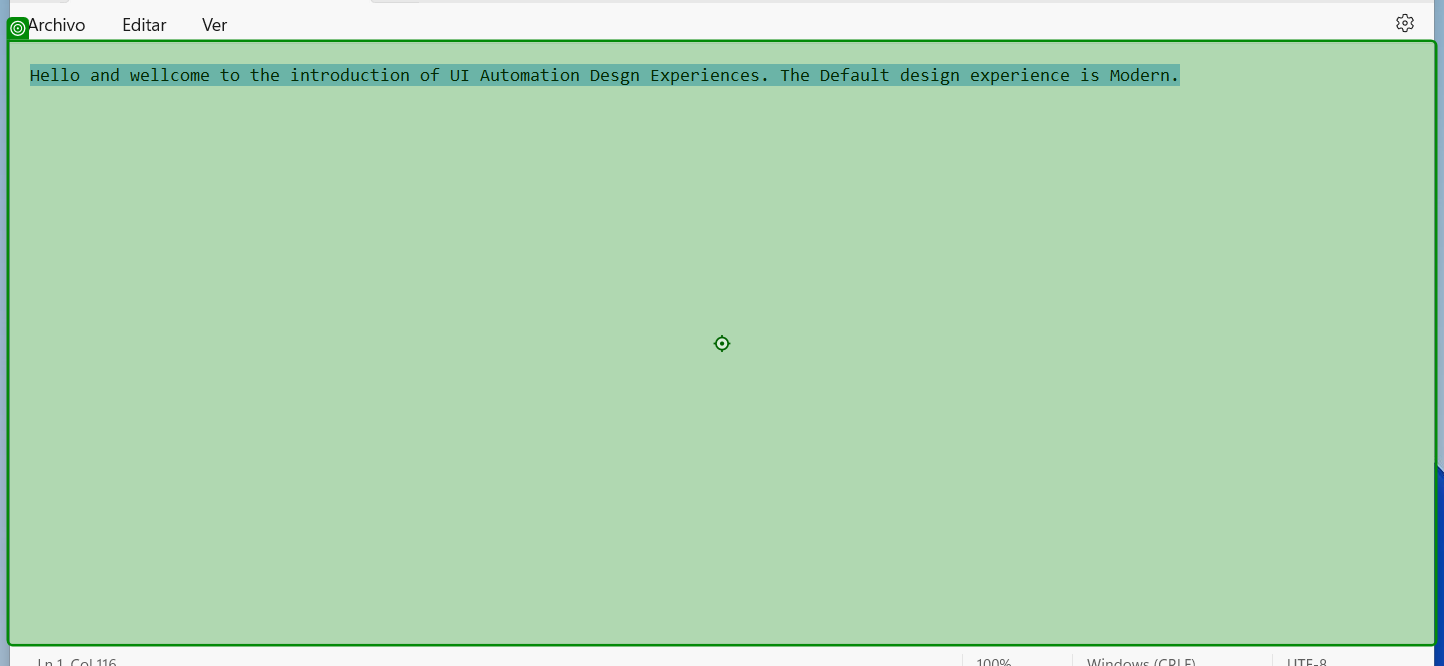 Archivo Editar Ver
Hello and wellcome to the introduction of UI Automation Desgn Experiences. The Default design experience is Modern.
Ln 1, Col 116 100% Windows (CRLF) UTF-8